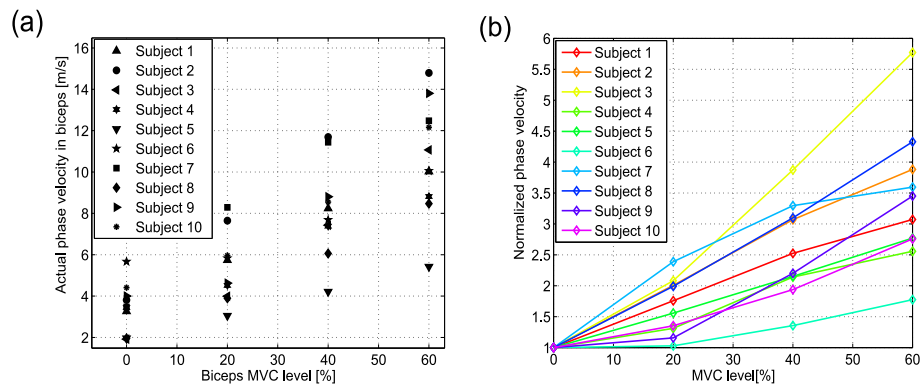 (a)
Actual phase velocity in biceps [m/s]
16
14
12
10
8
6
4
2
Subject 1
Subject 2
Subject 3
Subject 4
Subject 5
Subject 6
Subject 7
Subject 8
Subject 9
Subject 10
0 10 20 30 40 50 60
Biceps MVC level [%]
(b)
Normalized phase velocity
6
5.5
5
4.5
4
3.5
3
2.5
2
1.5
1
Subject 1
Subject 2
Subject 3
Subject 4
Subject 5
Subject 6
Subject 7
Subject 8
Subject 9
Subject 10
0 10 20 30 40 50 60
MVC level[%]